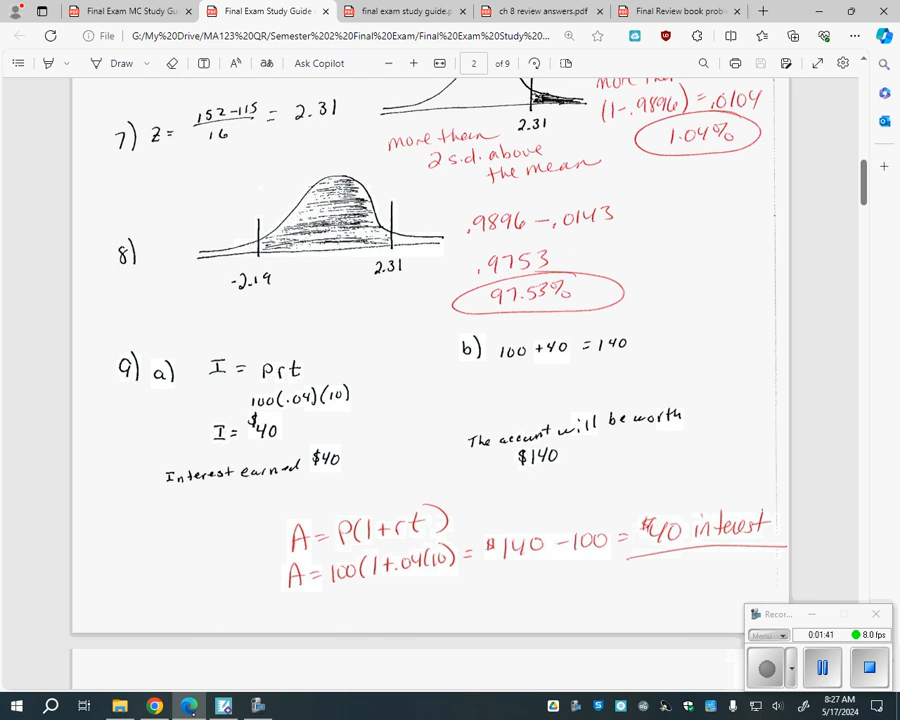 Final Exam MC Study Gu
Final Exam Study Guide
final exam study guide.p
ch 8 review answers.pdf
Final Review book prob
G:/My%20Drive/MA123%20QR/Semester%202%20Final%20Exam/Final%20Exam%20Study%20...
Draw
Ask Copilot
2 of 9
more than
(1-.9896) = .0104
1.04%
7) Z = 152-115 / 16 = 2.31
2.31
more than
2 s.d. above
the mean
8)
-2.19
2.31
.9896 - .0143
.9753
97.53%
9) a) I = prt
100(.04)(10)
I = $40
Interest earned $40
b) 100 + 40 = 140
The account will be worth
$140
A = P(1+rt)
A = 100(1+.04(10) = $140 - 100 = $40 interest
Recor...
Menu
0:01:41
8.0 fps
8:27 AM
5/17/2024